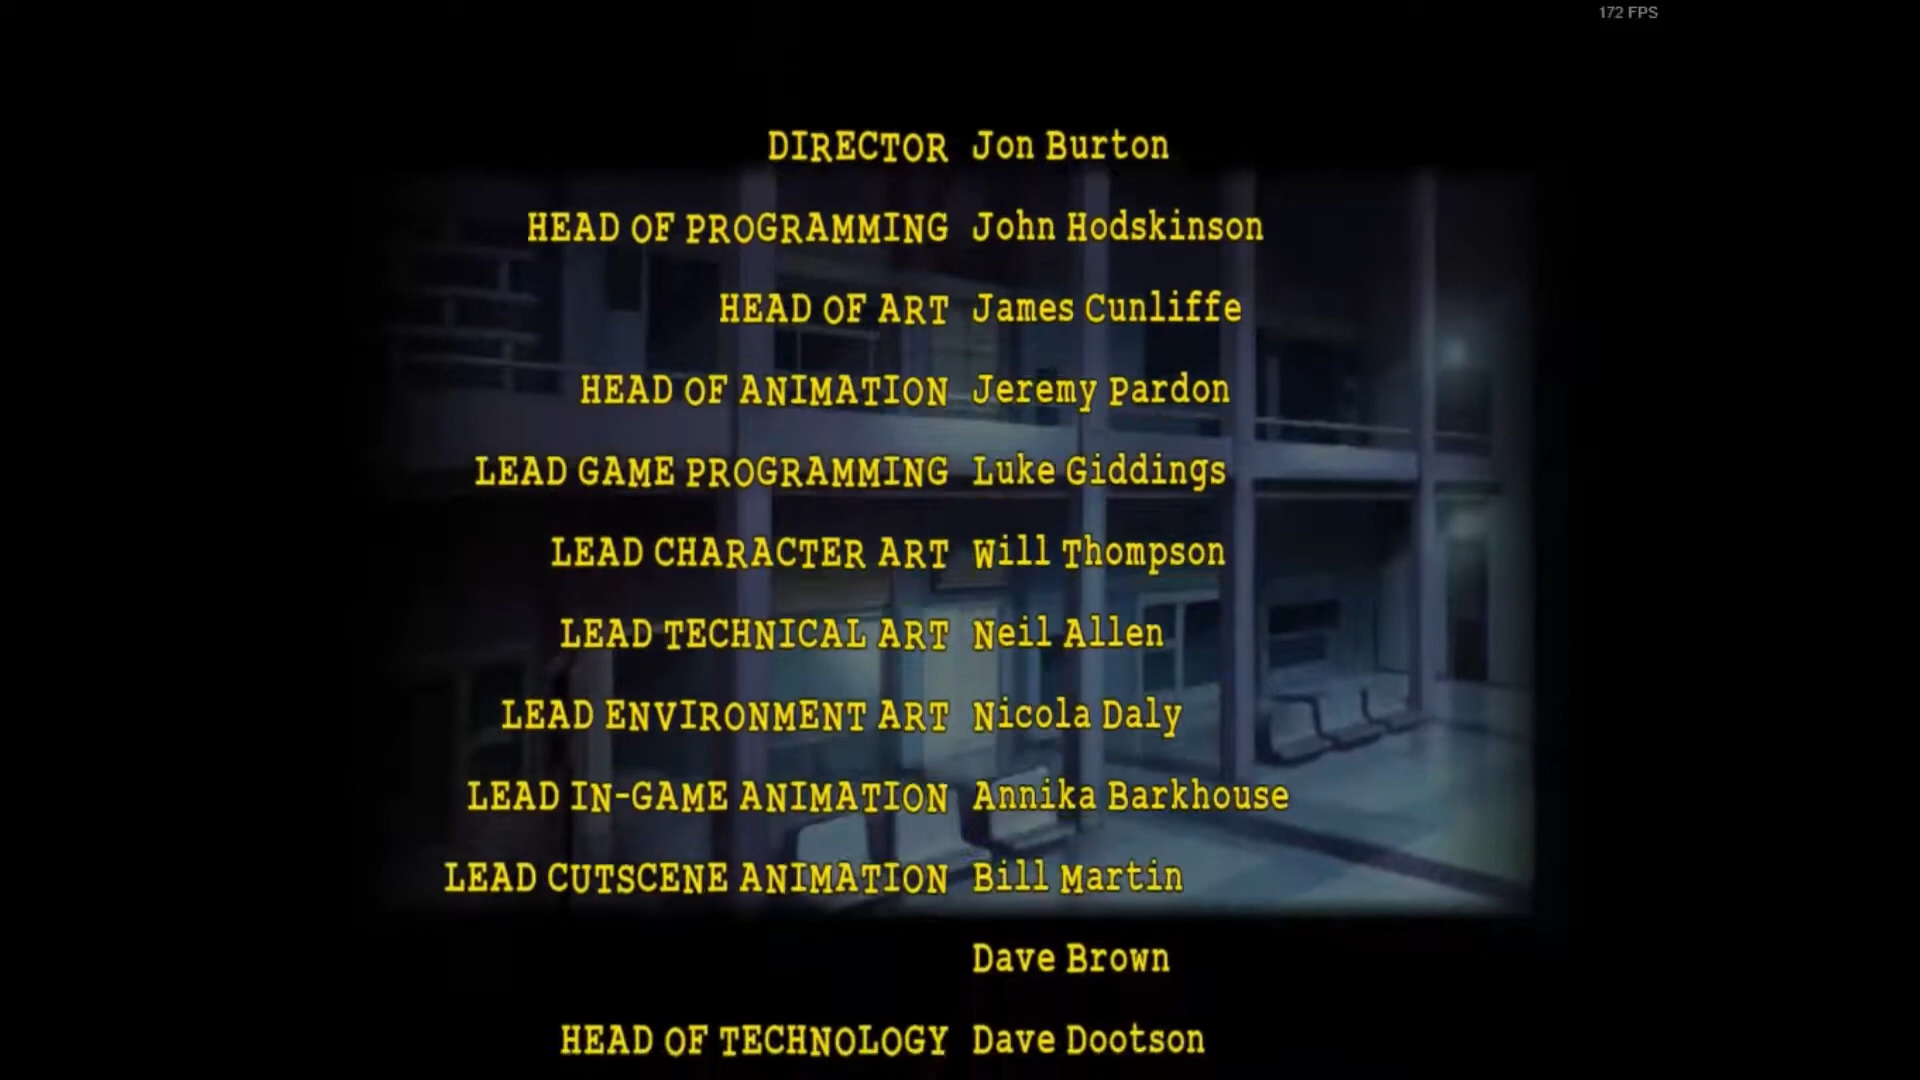 172 FPS
DIRECTOR Jon Burton
HEAD OF PROGRAMMING John Hodskinson
HEAD OF ART James Cunliffe
HEAD OF ANIMATION Jeremy Pardon
LEAD GAME PROGRAMMING Luke Giddings
LEAD CHARACTER ART Will Thompson
LEAD TECHNICAL ART Neil Allen
LEAD ENVIRONMENT ART Nicola Daly
LEAD IN-GAME ANIMATION Annika Barkhouse
LEAD CUTSCENE ANIMATION Bill Martin
Dave Brown
HEAD OF TECHNOLOGY Dave Dootson